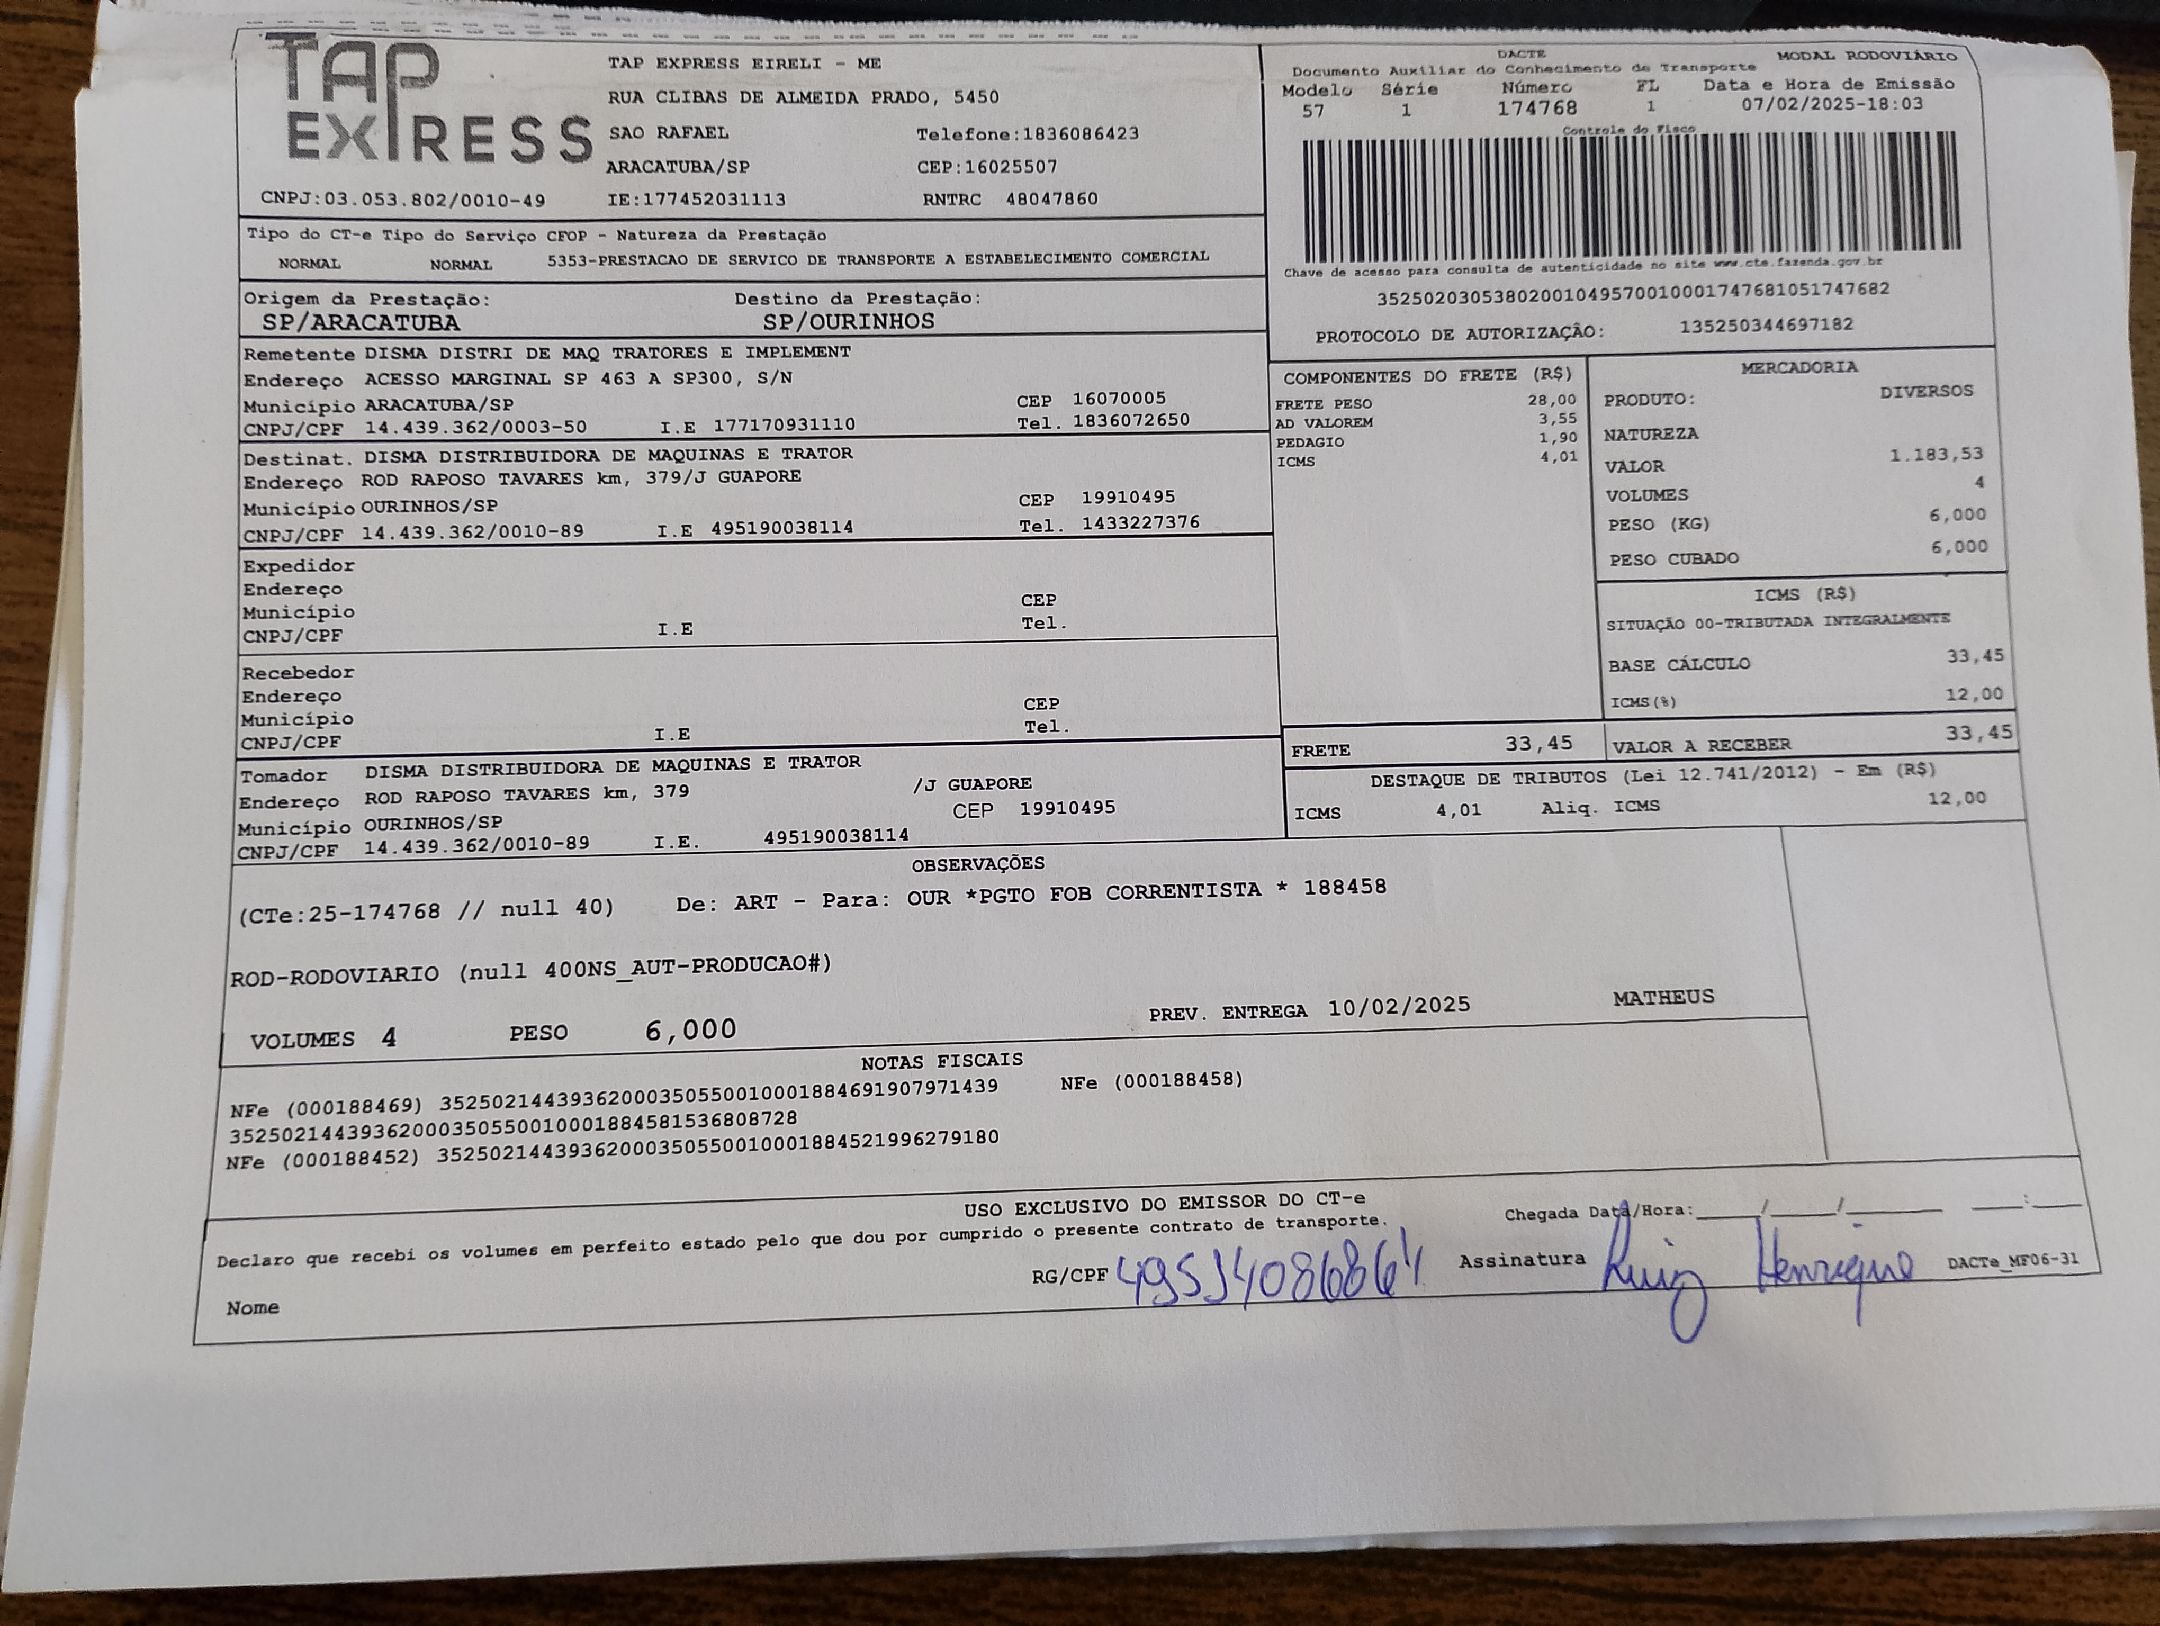 TAP
EXPRESS
TAP EXPRESS EIRELI - ME
RUA CLIBAS DE ALMEIDA PRADO, 5450
SAO RAFAEL Telefone:1836086423
ARACATUBA/SP CEP:16025507
CNPJ:03.053.802/0010-49 IE:177452031113 RNTRC 48047860
DACTE MODAL RODOVIÁRIO
Documento Auxiliar do Conhecimento de Transporte
Modelo Série Número FL Data e Hora de Emissão
57 1 174768 1 07/02/2025-18:03
Controle do Fisco
Chave de acesso para consulta de autenticidade no site www.cte.fazenda.gov.br
35250203053802001049570010001747681051747682
PROTOCOLO DE AUTORIZAÇÃO: 135250344697182
Tipo do CT-e Tipo do Serviço CFOP - Natureza da Prestação
NORMAL NORMAL 5353-PRESTACAO DE SERVICO DE TRANSPORTE A ESTABELECIMENTO COMERCIAL
Origem da Prestação: Destino da Prestação:
SP/ARACATUBA SP/OURINHOS
Remetente DISMA DISTRI DE MAQ TRATORES E IMPLEMENT
Endereço ACESSO MARGINAL SP 463 A SP300, S/N
Município ARACATUBA/SP CEP 16070005
CNPJ/CPF 14.439.362/0003-50 I.E 177170931110 Tel. 1836072650
Destinat. DISMA DISTRIBUIDORA DE MAQUINAS E TRATOR
Endereço ROD RAPOSO TAVARES km, 379/J GUAPORE
Município OURINHOS/SP CEP 19910495
CNPJ/CPF 14.439.362/0010-89 I.E 495190038114 Tel. 1433227376
Expedidor
Endereço
Município CEP
CNPJ/CPF I.E Tel.
Recebedor
Endereço
Município CEP
CNPJ/CPF I.E Tel.
Tomador DISMA DISTRIBUIDORA DE MAQUINAS E TRATOR
Endereço ROD RAPOSO TAVARES km, 379 /J GUAPORE
Município OURINHOS/SP CEP 19910495
CNPJ/CPF 14.439.362/0010-89 I.E. 495190038114
COMPONENTES DO FRETE (R$)
FRETE PESO 28,00
AD VALOREM 3,55
PEDAGIO 1,90
ICMS 4,01
MERCADORIA
PRODUTO: DIVERSOS
NATUREZA
VALOR 1.183,53
VOLUMES 4
PESO (KG) 6,000
PESO CUBADO 6,000
ICMS (R$)
SITUAÇÃO 00-TRIBUTADA INTEGRALMENTE
BASE CÁLCULO 33,45
ICMS(%) 12,00
FRETE 33,45 VALOR A RECEBER 33,45
DESTAQUE DE TRIBUTOS (Lei 12.741/2012) - Em (R$)
ICMS 4,01 Aliq. ICMS 12,00
OBSERVAÇÕES
(CTe:25-174768 // null 40) De: ART - Para: OUR *PGTO FOB CORRENTISTA * 188458
ROD-RODOVIARIO (null 400NS_AUT-PRODUCAO#)
VOLUMES 4 PESO 6,000 PREV. ENTREGA 10/02/2025 MATHEUS
NOTAS FISCAIS
NFe (000188469) 35250214439362000350550010001884691907971439 NFe (000188458)
35250214439362000350550010001884581536808728
NFe (000188452) 35250214439362000350550010001884521996279180
USO EXCLUSIVO DO EMISSOR DO CT-e
Declaro que recebi os volumes em perfeito estado pelo que dou por cumprido o presente contrato de transporte.
Chegada Data/Hora:____/____/______ ___:___
RG/CPF Assinatura Luiz Henrique DACTe_MF06-31
Nome